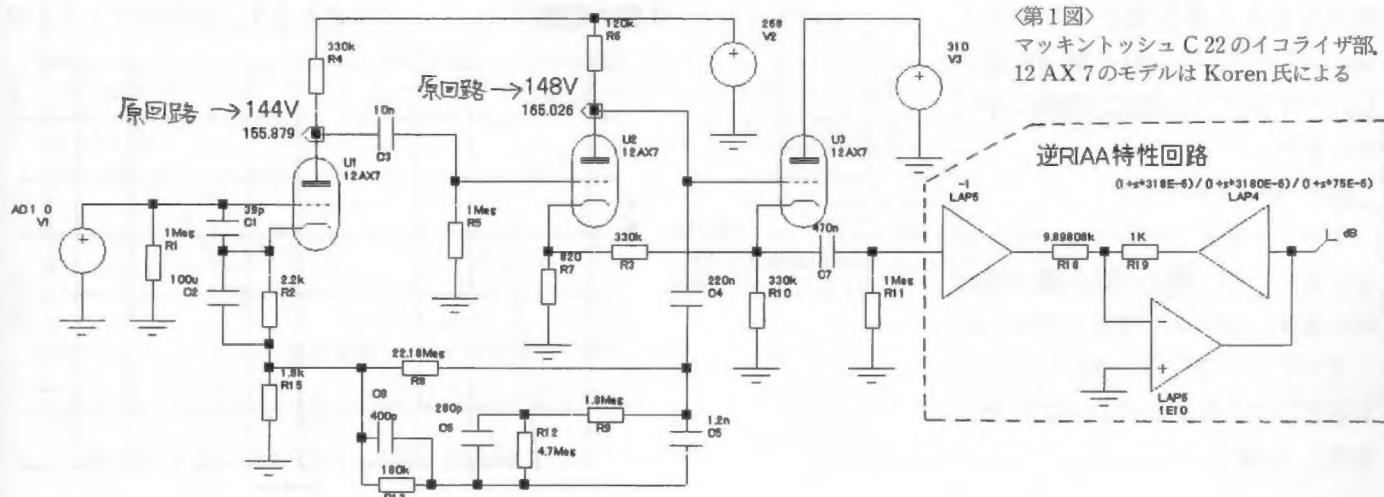 〈第1図〉
マッキントッシュ C 22 のイコライザ部.
12 AX 7 のモデルは Koren 氏による
330k
R4
原回路 →144V
155.879
10n
C3
U1
12AX7
120k
R6
原回路 →148V
165.026
U2
12AX7
268
V2
U3
12AX7
310
V3
AC 1 0
V1
1Meg
R1
39p
C1
100u
C2
2.2k
R2
1.8k
R15
1Meg
R5
820
R7
330k
R3
220n
C4
330k
R10
470n
C7
1Meg
R11
22.18Meg
R8
C8
400p
180k
280p
R12
4.7Meg
1.8Meg
R9
1.2n
C5
逆RIAA特性回路
(1+s*318E-6)/(1+s*3180E-6)/(1+s*75E-6)
-1
LAP5
LAP4
9.89808k
R18
1K
R19
dB
LAP6
1E10